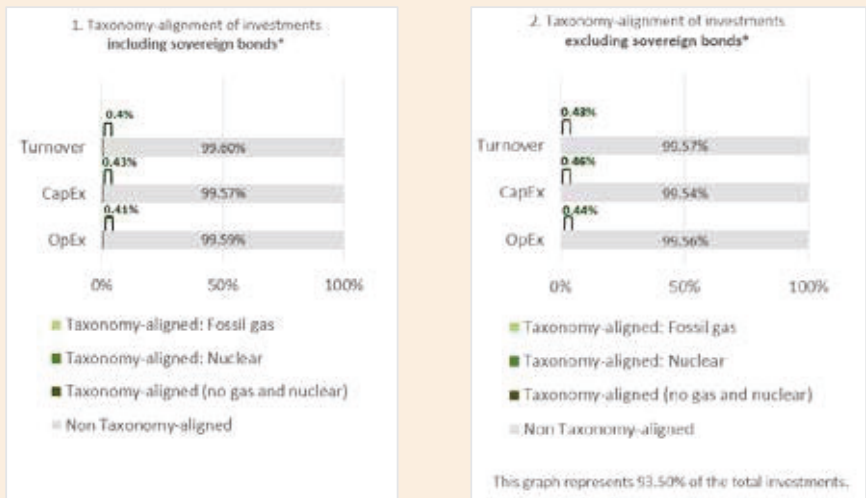 1. Taxonomy-alignment of investments
including sovereign bonds*
0.4%
Turnover
99.60%
0.43%
CapEx
99.57%
0.41%
OpEx
99.59%
0%
50%
100%
Taxonomy-aligned: Fossil gas
Taxonomy-aligned: Nuclear
Taxonomy-aligned (no gas and nuclear)
Non Taxonomy-aligned
2. Taxonomy-alignment of investments
excluding sovereign bonds*
0.43%
Turnover
99.57%
0.46%
CapEx
99.54%
0.44%
OpEx
99.56%
0%
50%
100%
Taxonomy-aligned: Fossil gas
Taxonomy-aligned: Nuclear
Taxonomy-aligned (no gas and nuclear)
Non Taxonomy-aligned
This graph represents 93.50% of the total investments.